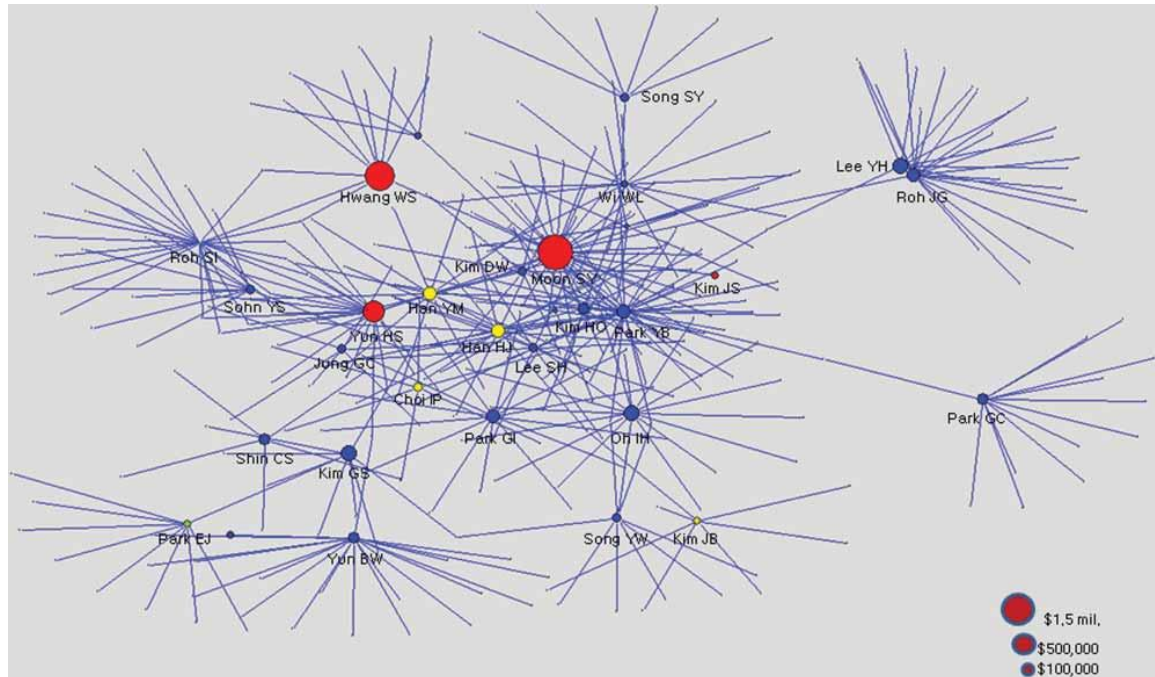 Song SY
Lee YH
Roh JG
Hwang WS
Wi WL
Roh SI
Kim DW
Moon SY
Kim JS
Sohn YS
Han YM
Yun HS
Kim HO
Park YB
Han HJ
Jung GC
Lee SH
Choi IP
Park GC
Park GI
Oh IH
Shin CS
Kim GS
Park EJ
Yun BW
Song YW
Kim JB
$1.5 mil.
$500,000
$100,000